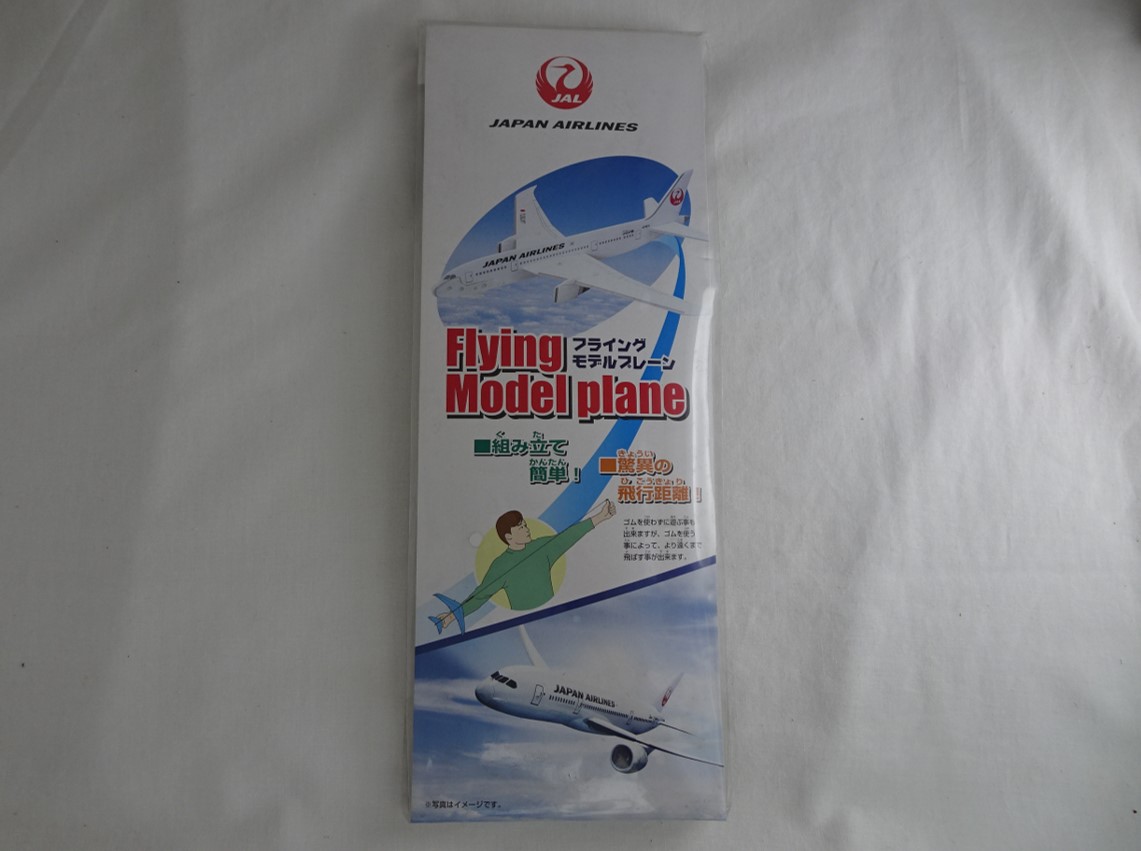 JAL
JAPAN AIRLINES
JAPAN AIRLINES
Flying
フライング
モデルプレーン
Model plane
■組み立て
簡単!
■驚異の
飛行距離!
ゴムを使わずに遊ぶ事も
出来ますが、ゴムを使う
事によって、より遠くまで
飛ばす事が出来ます。
JAPAN AIRLINES
※写真はイメージです。